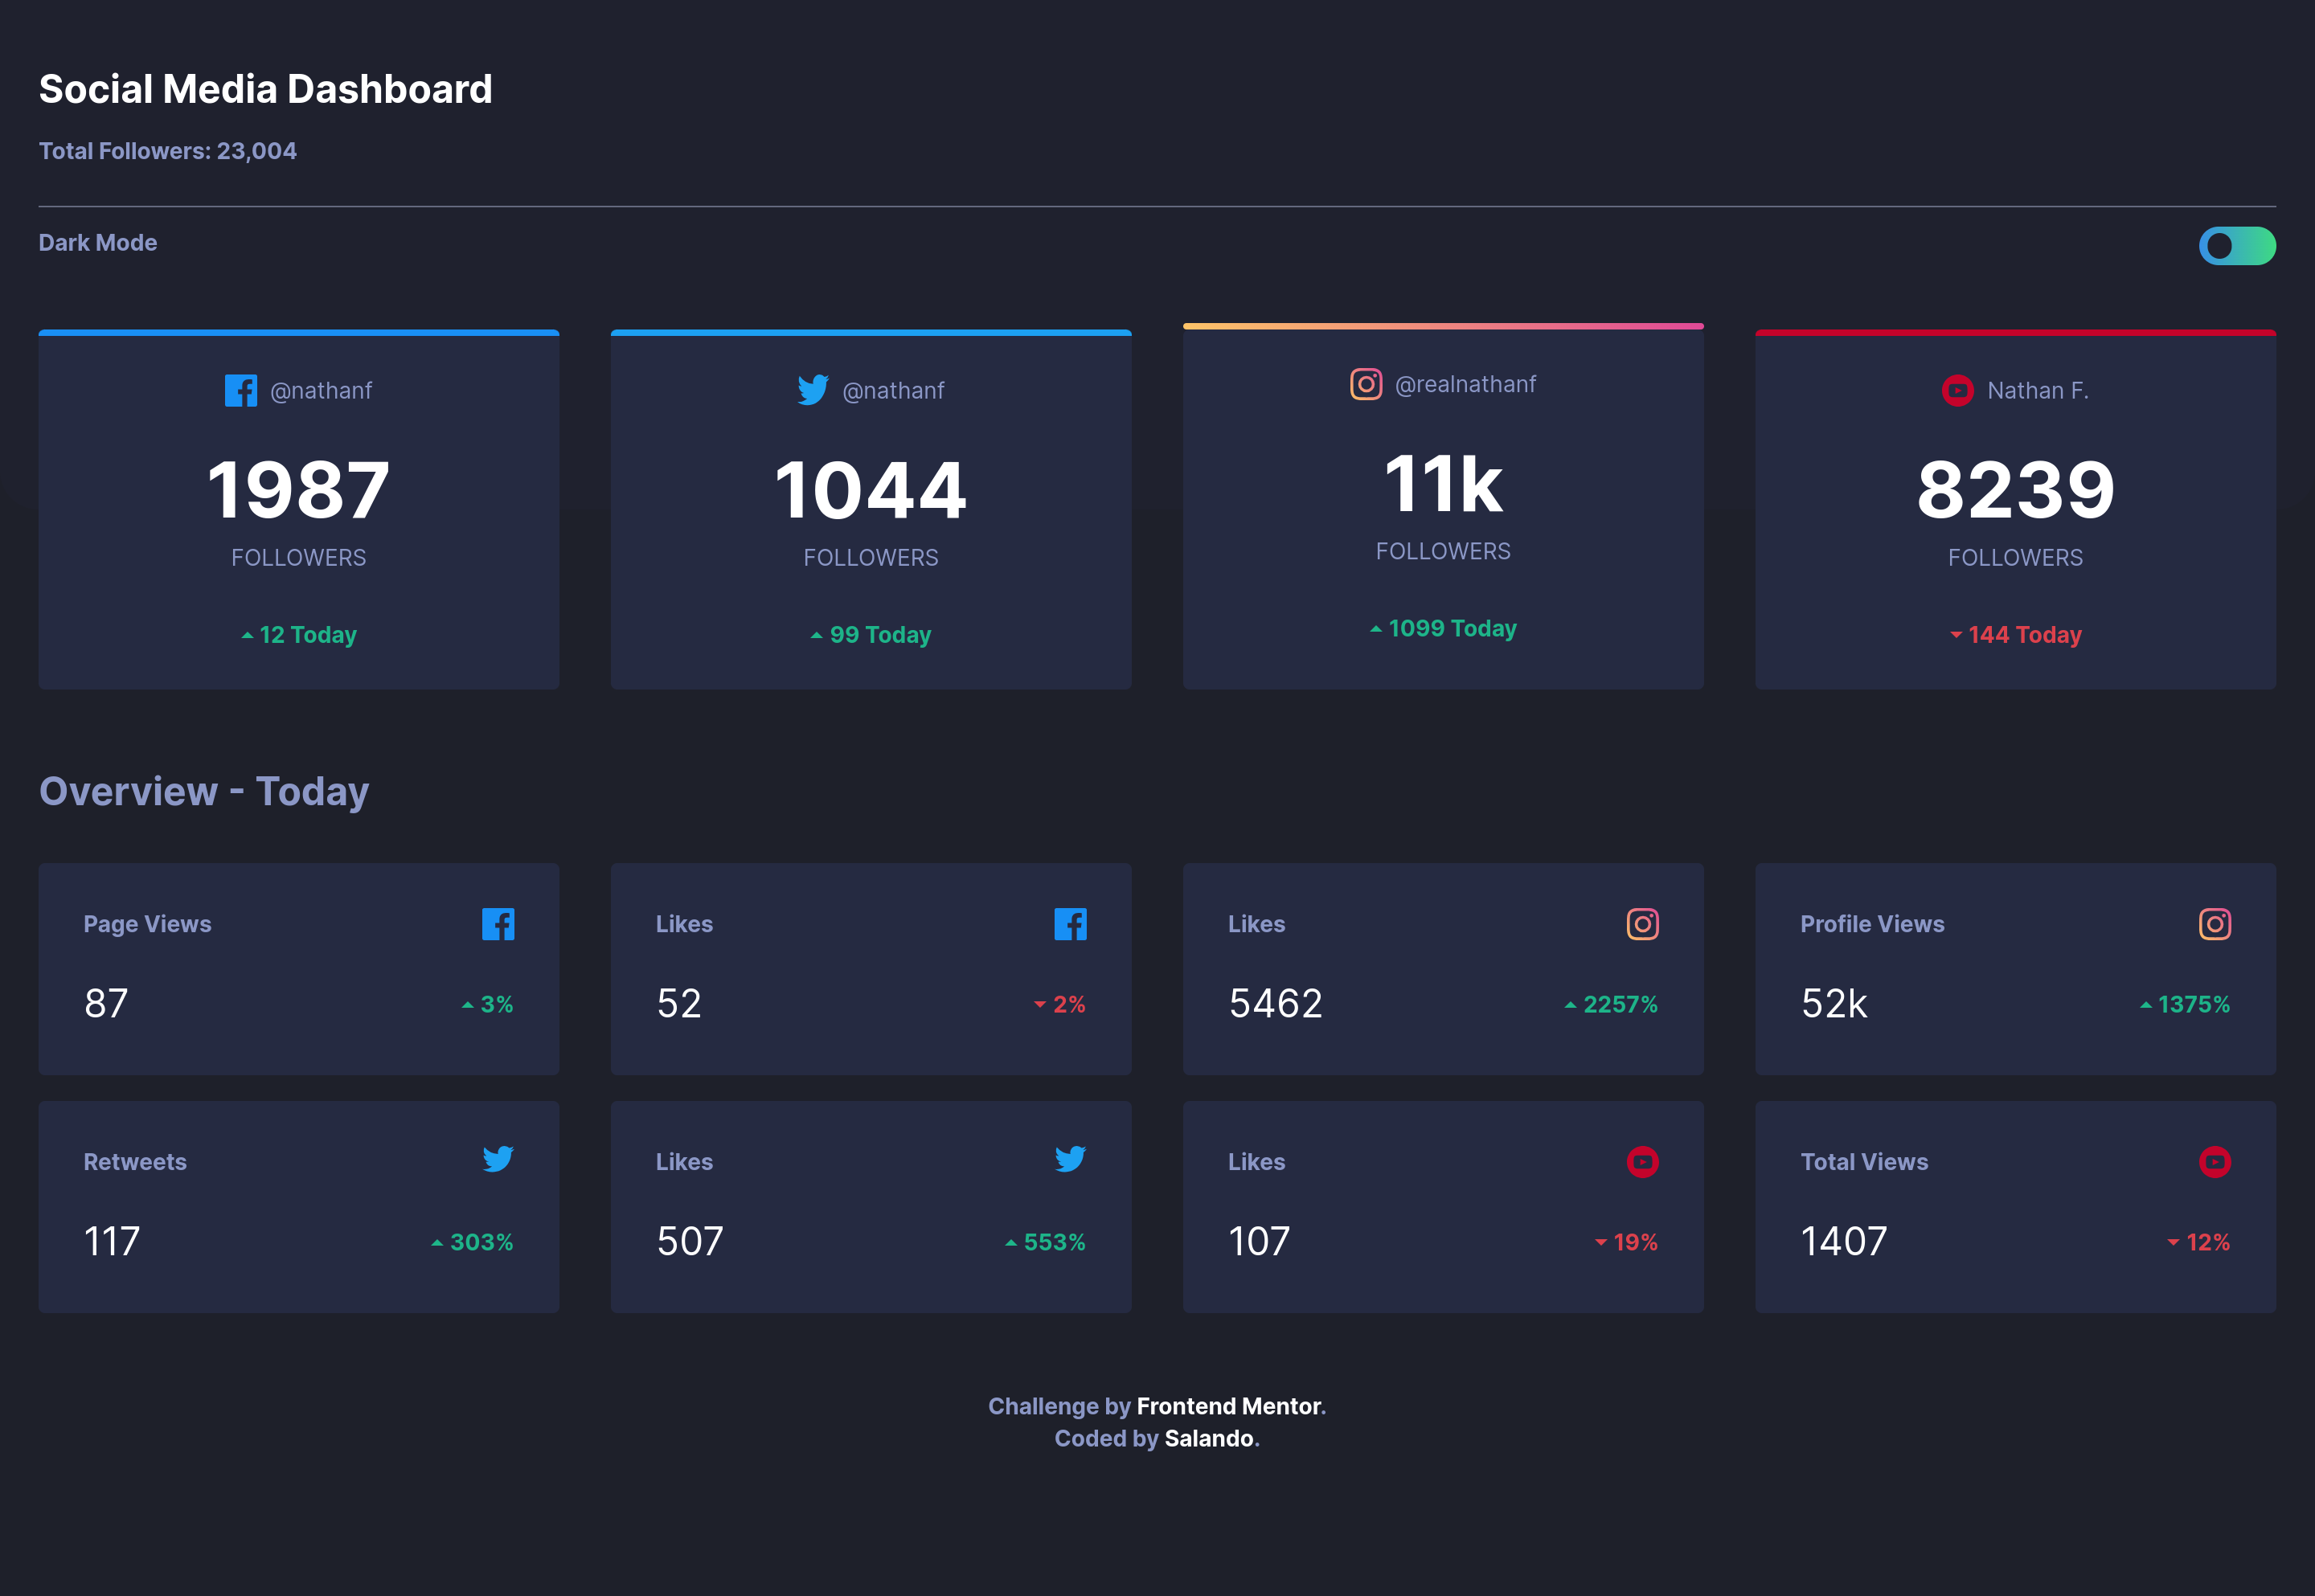 Social Media Dashboard
Total Followers: 23,004
Dark Mode
@nathanf
1987
FOLLOWERS
12 Today
@nathanf
1044
FOLLOWERS
99 Today
@realnathanf
11k
FOLLOWERS
1099 Today
Nathan F.
8239
FOLLOWERS
144 Today
Overview - Today
Page Views
87
3%
Likes
52
2%
Likes
5462
2257%
Profile Views
52k
1375%
Retweets
117
303%
Likes
507
553%
Likes
107
19%
Total Views
1407
12%
Challenge by Frontend Mentor.
Coded by Salando.